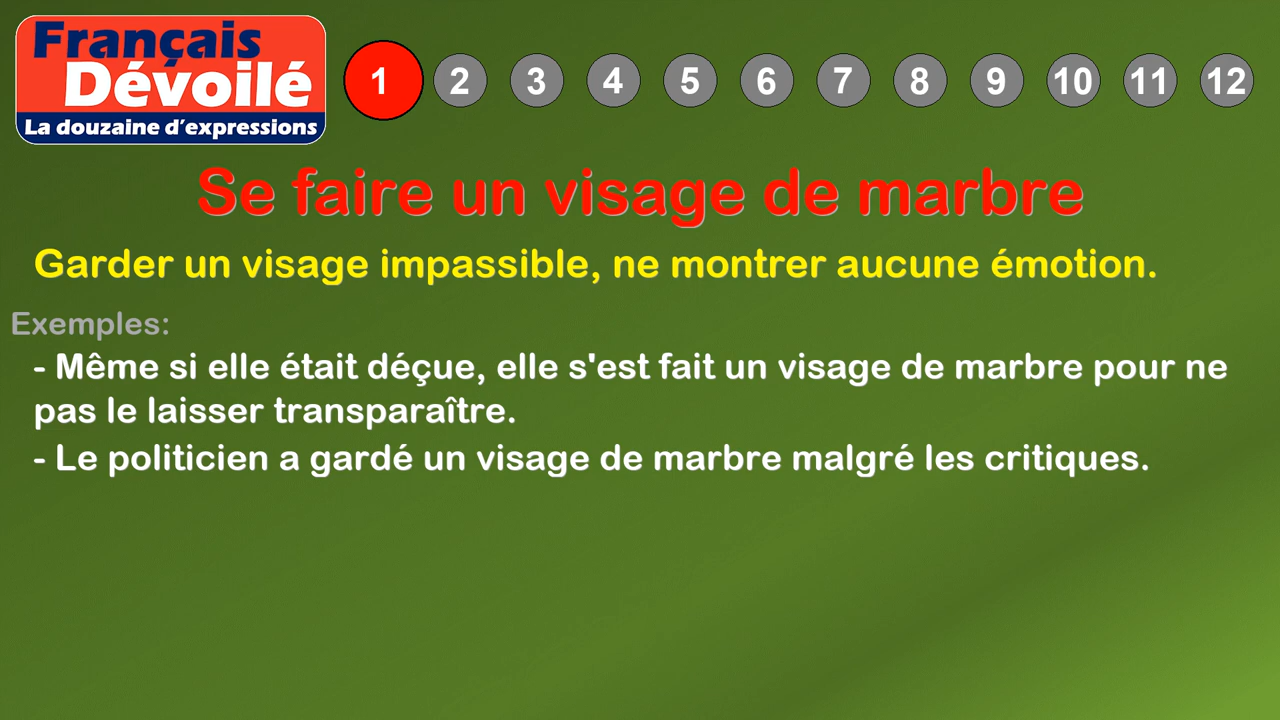 Français
Dévoilé
La douzaine d'expressions
1 2 3 4 5 6 7 8 9 10 11 12
Se faire un visage de marbre
Garder un visage impassible, ne montrer aucune émotion.
Exemples:
- Même si elle était déçue, elle s'est fait un visage de marbre pour ne
pas le laisser transparaître.
- Le politicien a gardé un visage de marbre malgré les critiques.